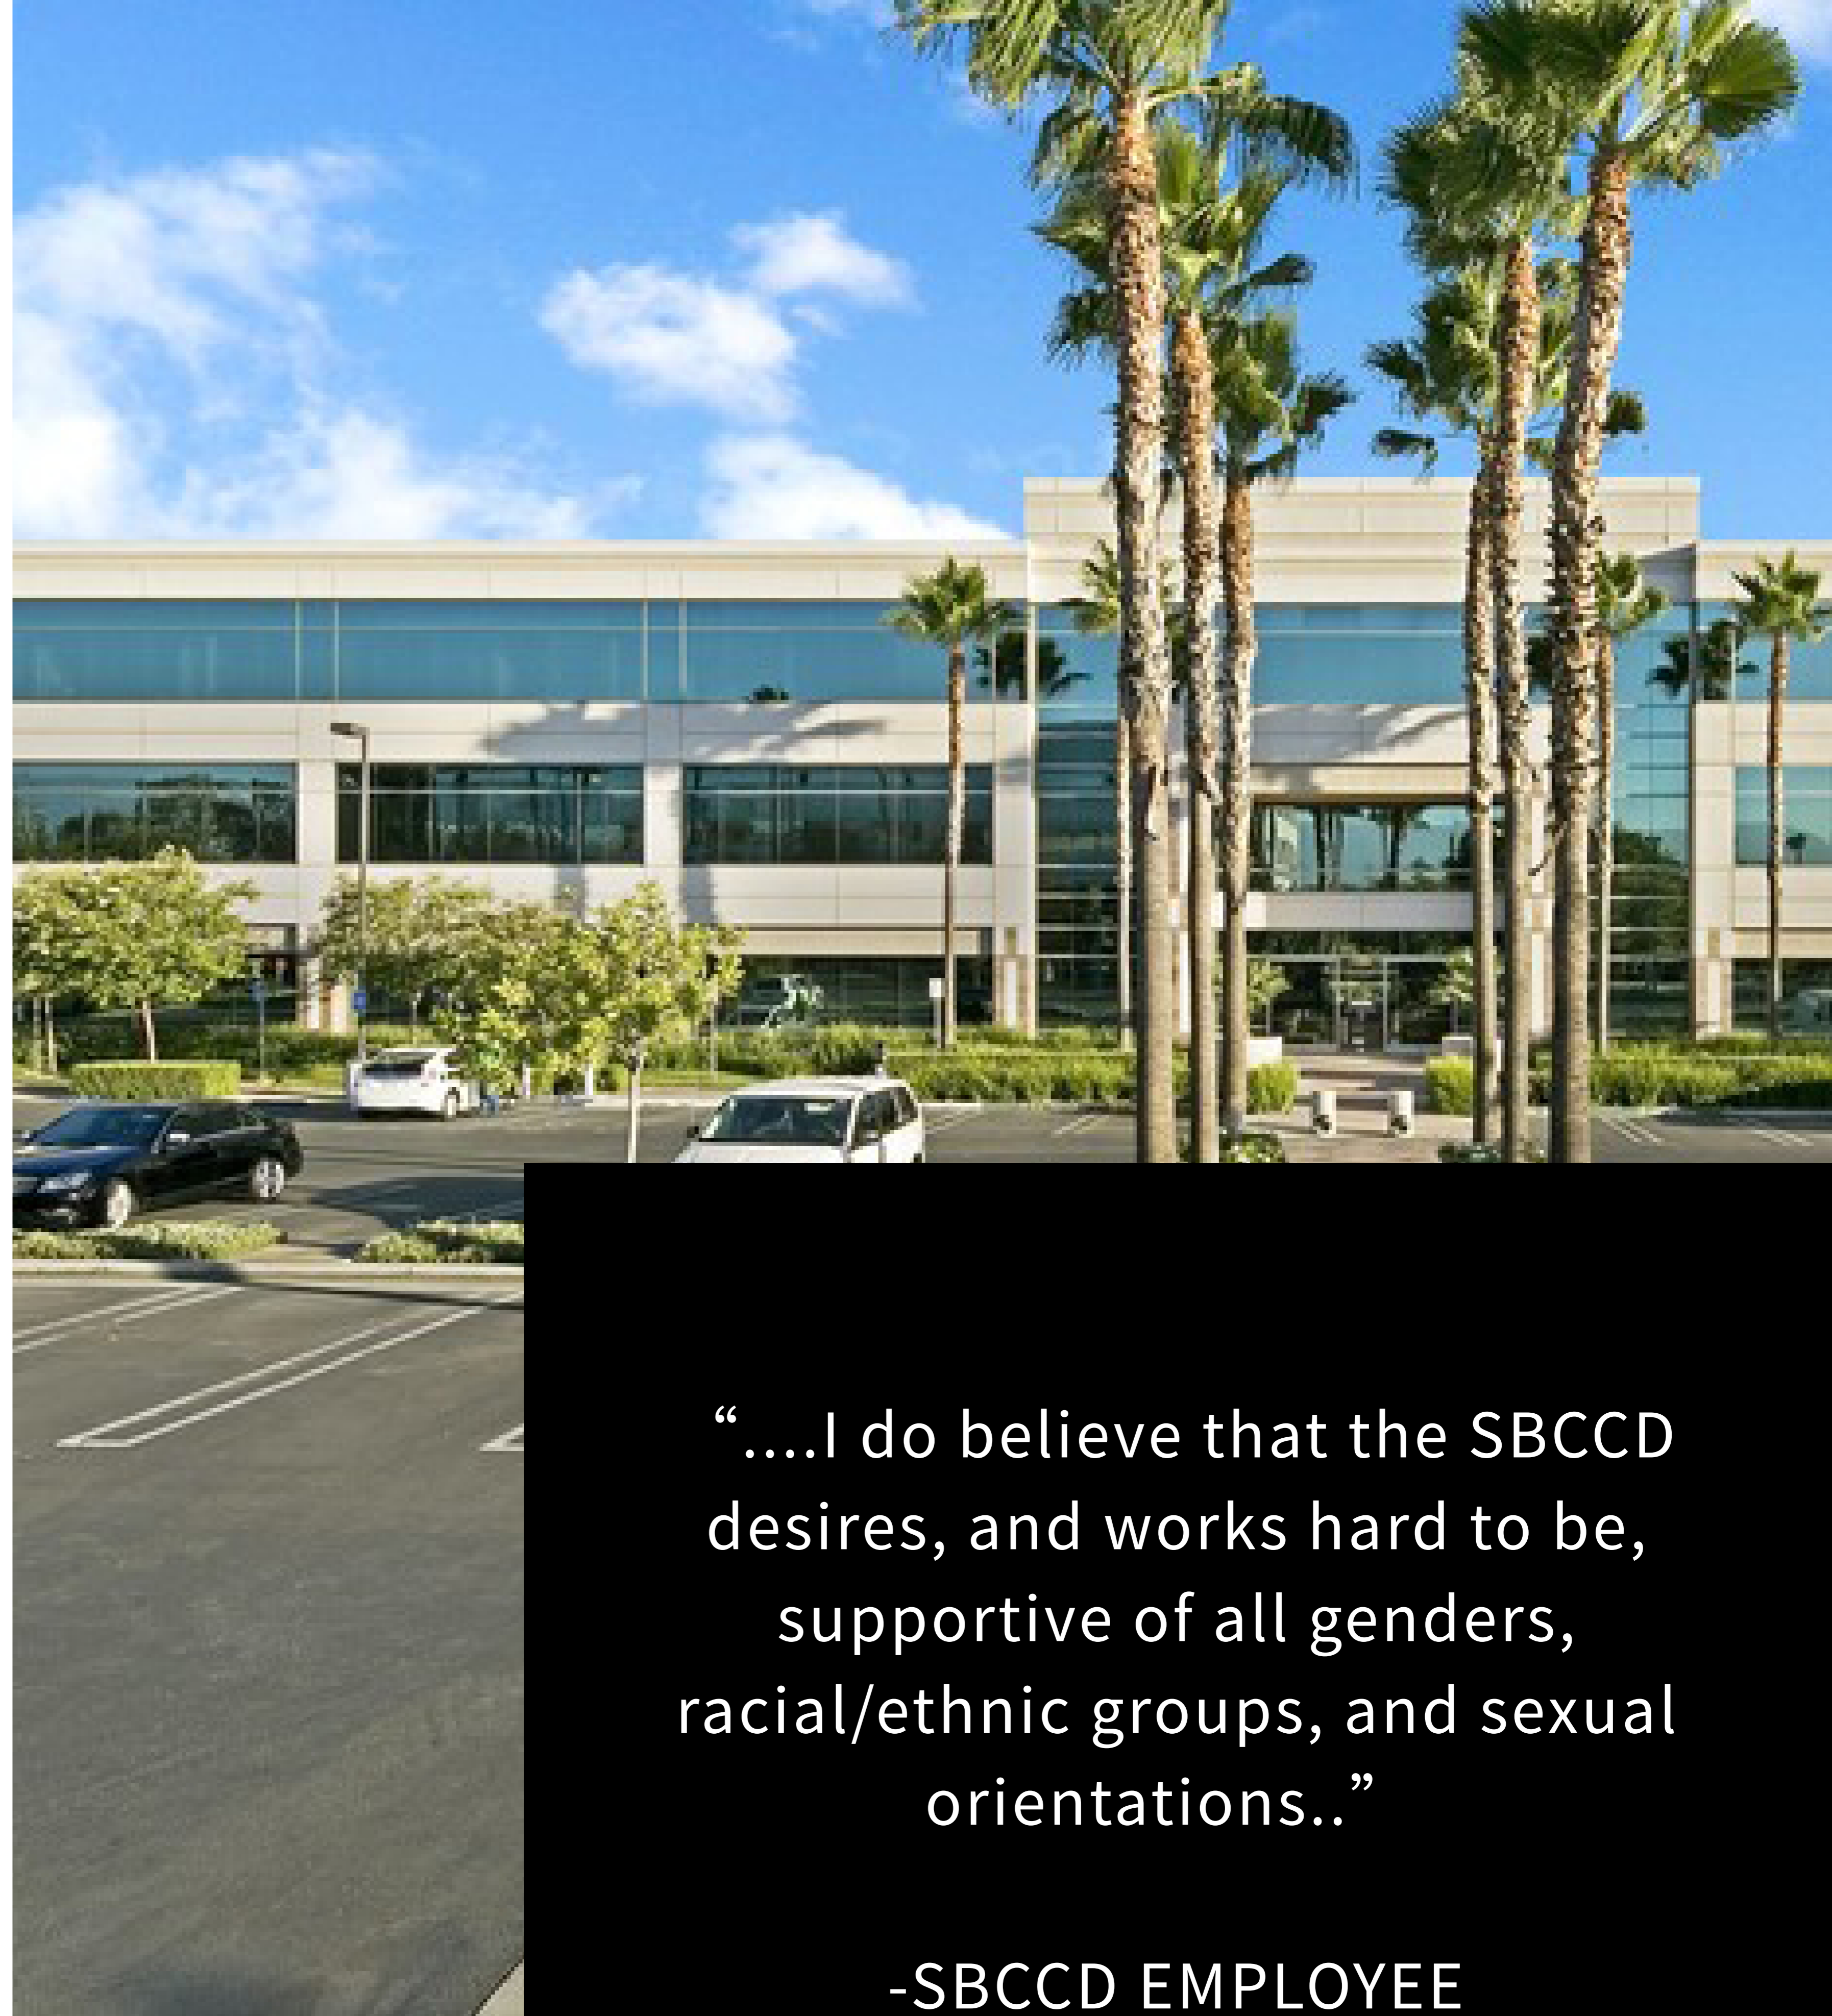 “....I do believe that the SBCCD
desires, and works hard to be,
supportive of all genders,
racial/ethnic groups, and sexual
orientations..”
-SBCCD EMPLOYEE